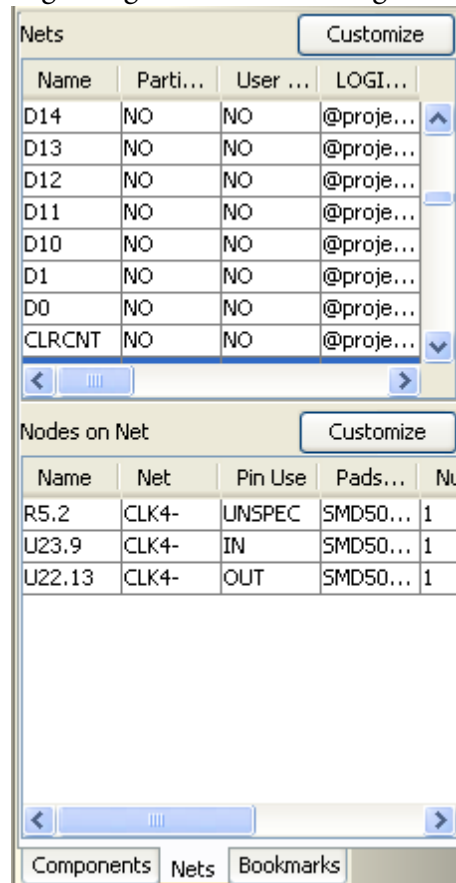 Nets Customize
Name Parti... User ... LOGI...
D14 NO NO @proje...
D13 NO NO @proje...
D12 NO NO @proje...
D11 NO NO @proje...
D10 NO NO @proje...
D1 NO NO @proje...
D0 NO NO @proje...
CLRCNT NO NO @proje...
Nodes on Net Customize
Name Net Pin Use Pads... Nu
R5.2 CLK4- UNSPEC SMD50... 1
U23.9 CLK4- IN SMD50... 1
U22.13 CLK4- OUT SMD50... 1
Components Nets Bookmarks